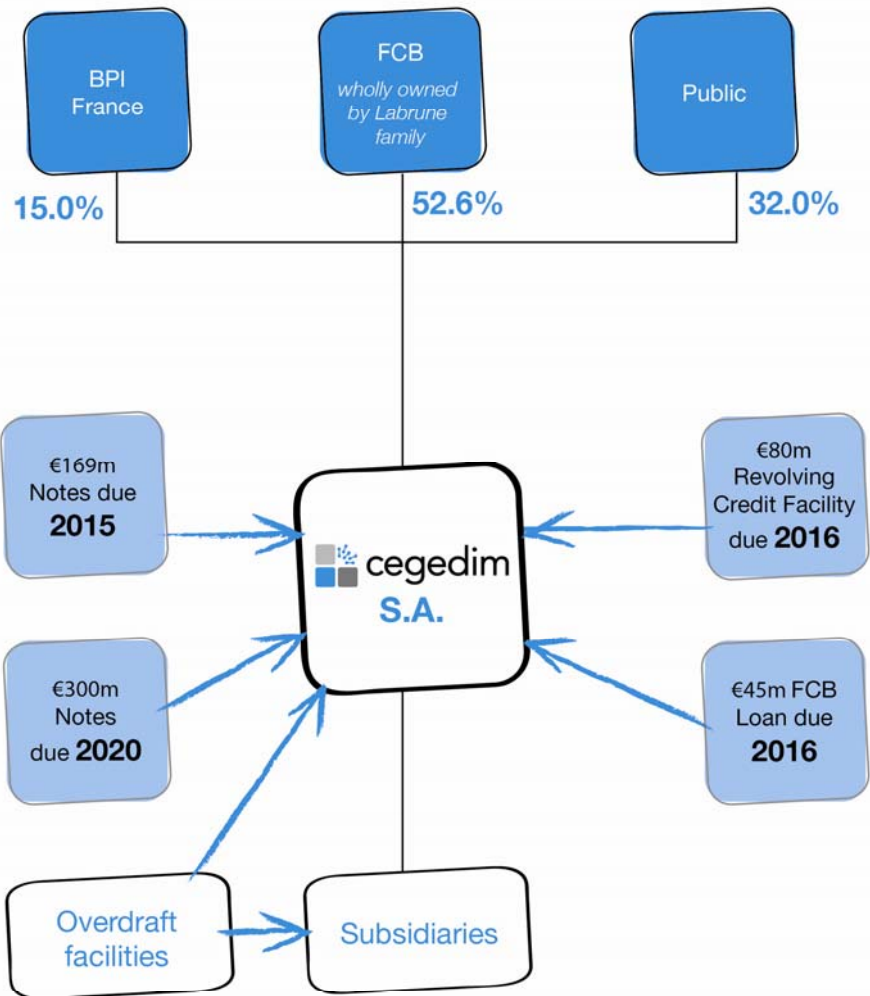 BPI
France
FCB
wholly owned
by Labrune
family
Public
15.0%
52.6%
32.0%
€169m
Notes due
2015
€80m
Revolving
Credit Facility
due 2016
cegedim
S.A.
€300m
Notes
due 2020
€45m FCB
Loan due
2016
Overdraft
facilities
Subsidiaries